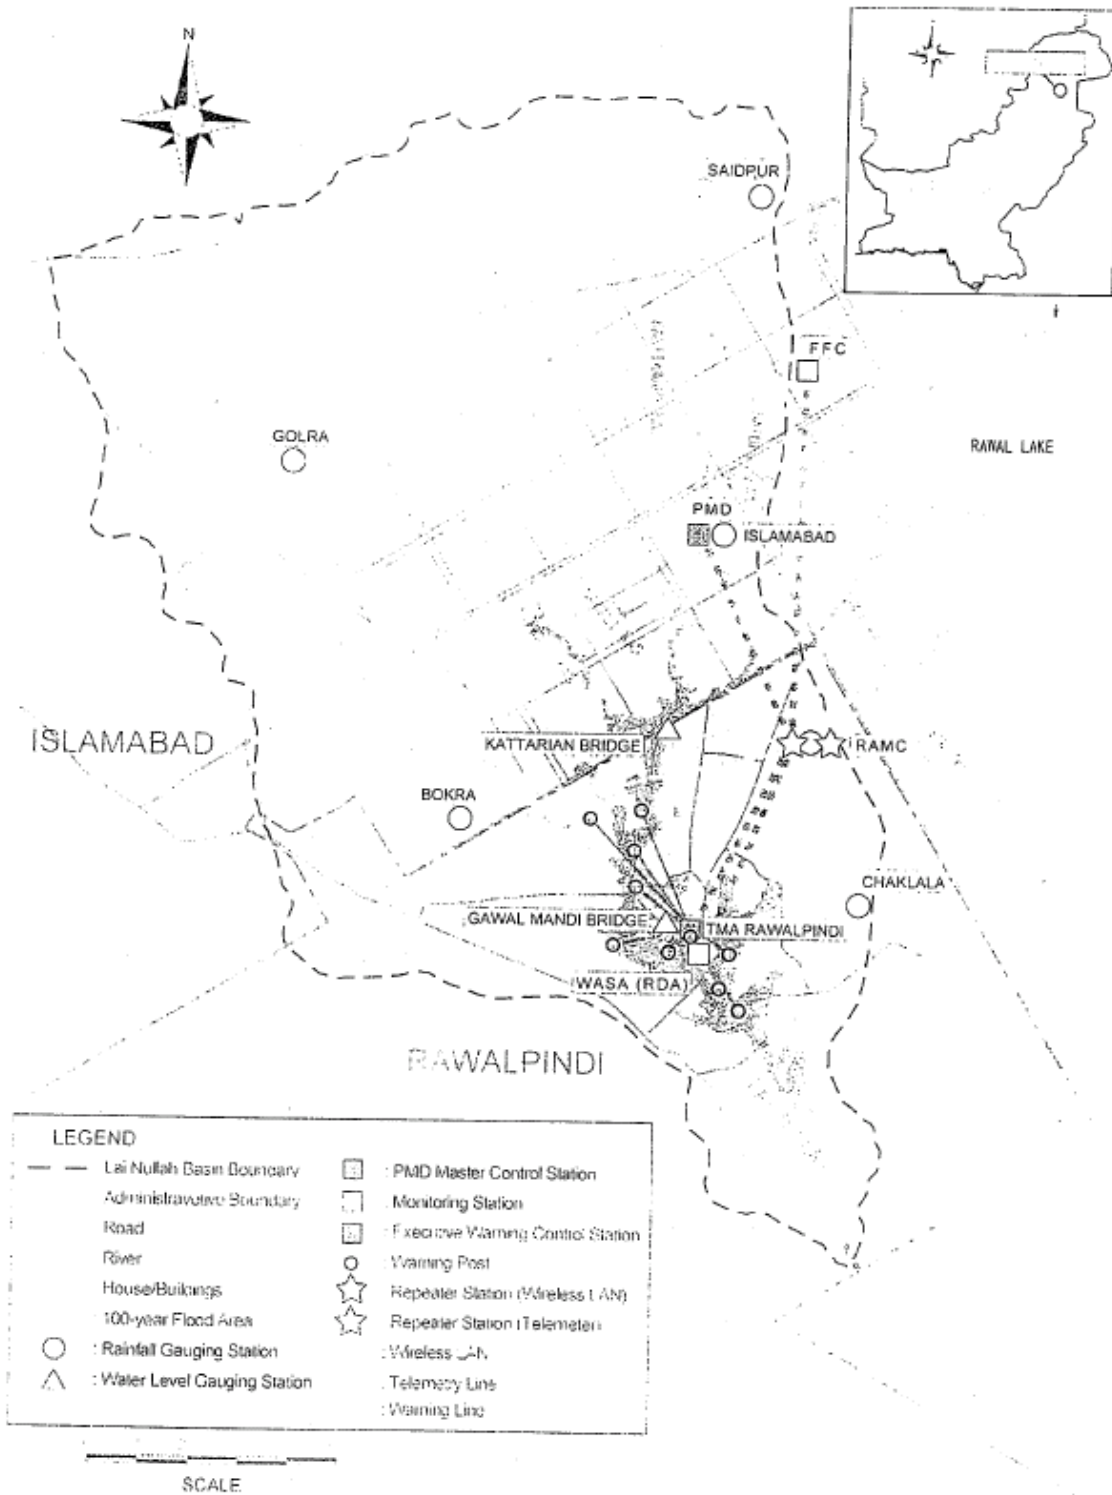 N
SAIDPUR
FFC
GOLRA
RAWAL LAKE
PMD
ISLAMABAD
ISLAMABAD
KATTARIAN BRIDGE
RAMC
BOKRA
CHAKLALA
GAWAL MANDI BRIDGE
TMA RAWALPINDI
WASA (RDA)
RAWALPINDI
LEGEND
Lai Nullah Basin Boundary
Administravetive Boundary
Road
River
House/Buildings
: 100-year Flood Area
: Rainfall Gauging Station
: Water Level Gauging Station
: PMD Master Control Station
: Monitoring Station
: Executive Warning Control Station
: Warning Post
Repeater Station (Wireless LAN)
Repeater Station (Telemeter)
: Wireless LAN
: Telemetry Line
: Warning Line
SCALE